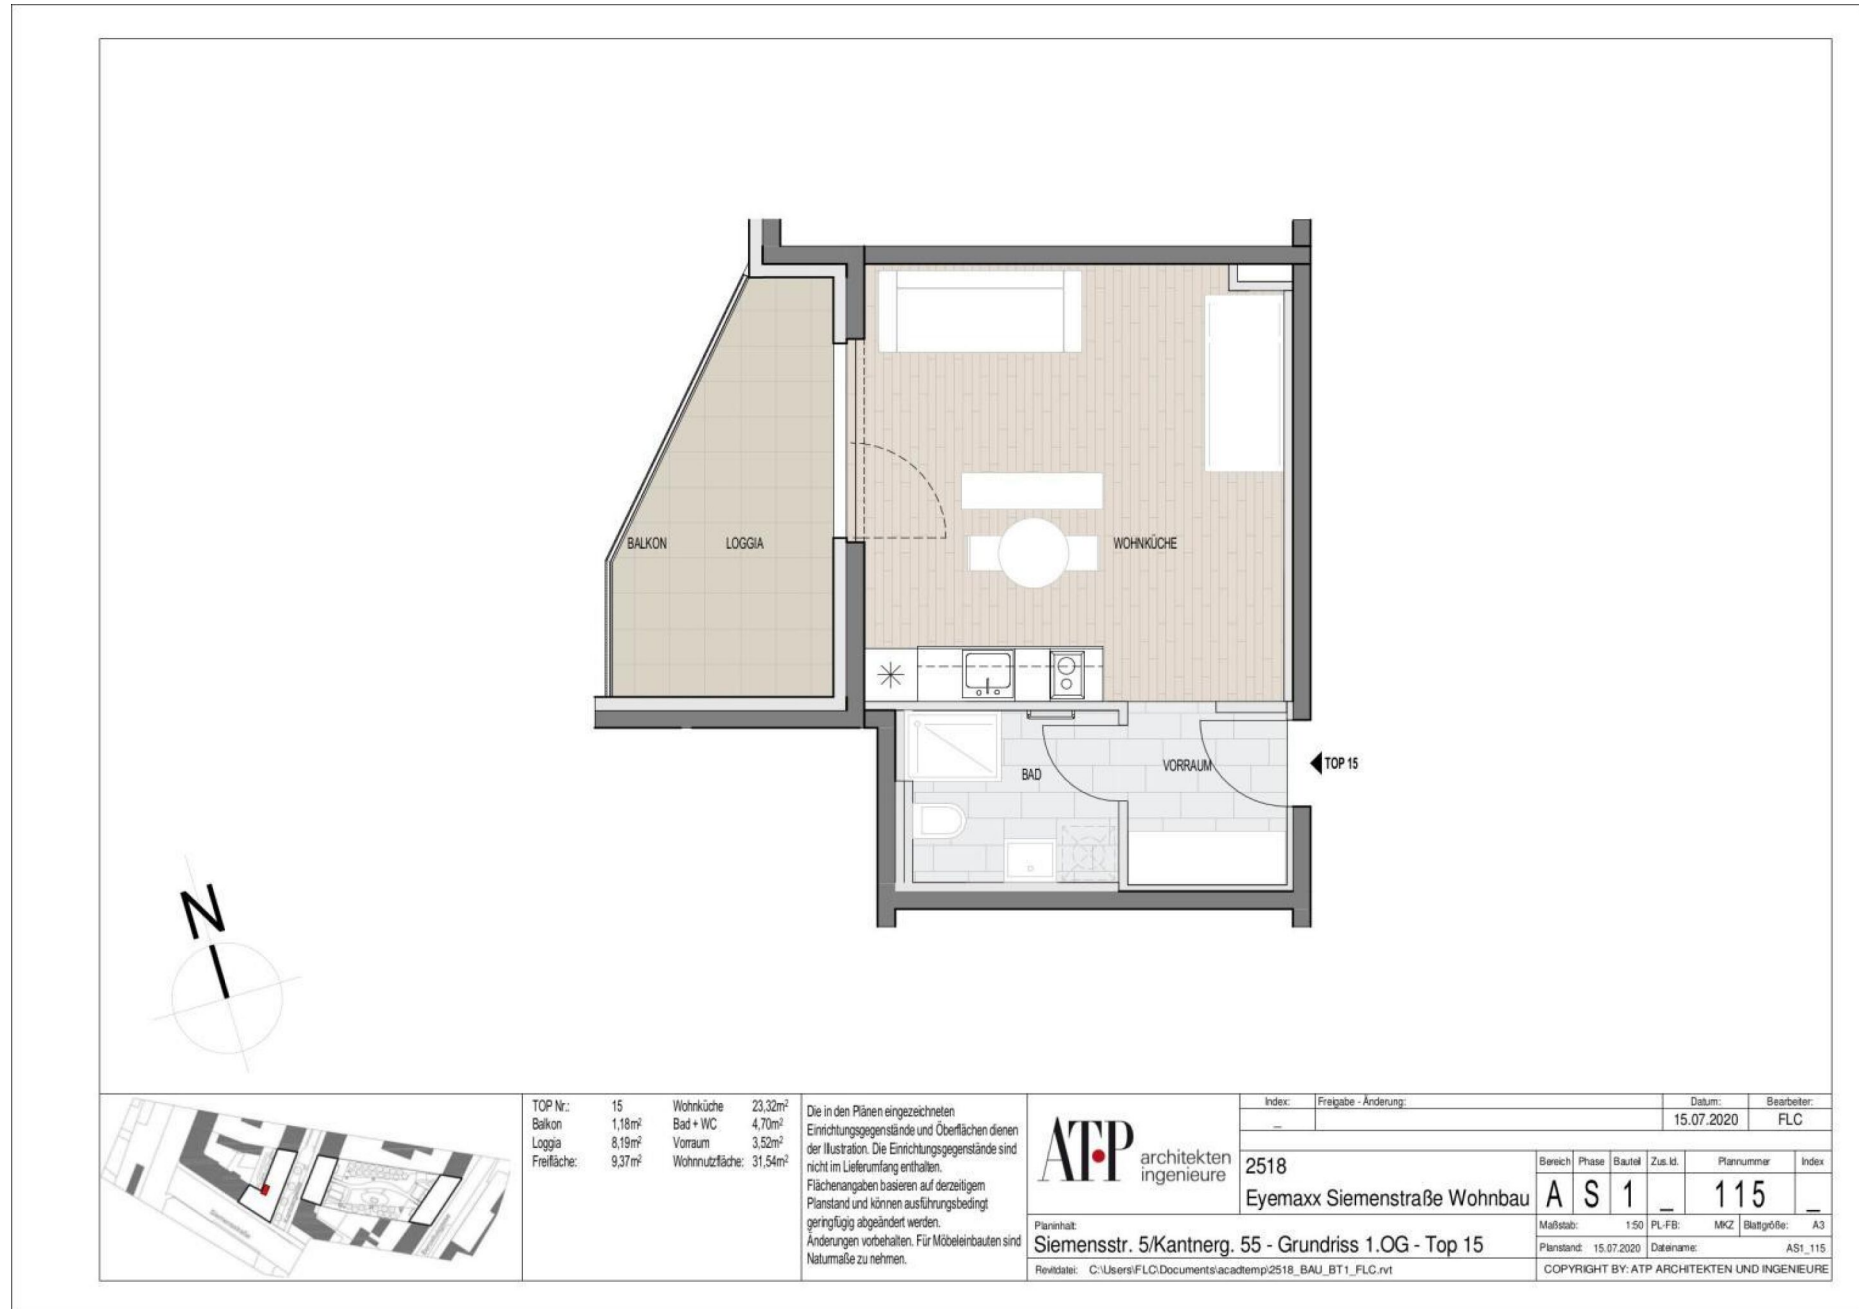 BALKON
LOGGIA
WOHNKÜCHE
BAD
VORRAUM
TOP 15
N
TOP Nr.: 15 Wohnküche 23,32m²
Balkon 1,18m² Bad + WC 4,70m²
Loggia 8,19m² Vorraum 3,52m²
Freifläche: 9,37m² Wohnnutzfläche: 31,54m²
Die in den Plänen eingezeichneten
Einrichtungsgegenstände und Oberflächen dienen
der Illustration. Die Einrichtungsgegenstände sind
nicht im Lieferumfang enthalten.
Flächenangaben basieren auf derzeitigem
Planstand und können ausführungsbedingt
geringfügig abgeändert werden.
Änderungen vorbehalten. Für Möbeleinbauten sind
Naturmaße zu nehmen.
ATP architekten
ingenieure
Index: Freigabe - Änderung: Datum: Bearbeiter:
_ 15.07.2020 FLC
2518
Eyemaxx Siemenstraße Wohnbau
Bereich Phase Bauteil Zus.Id. Plannummer Index
A S 1 _ 115 _
Planinhalt:
Siemensstr. 5/Kantnerg. 55 - Grundriss 1.OG - Top 15
Maßstab: 1:50 PL-FB: MKZ Blattgröße: A3
Planstand: 15.07.2020 Dateiname: AS1_115
Revitdatei: C:\Users\FLC\Documents\acadtemp\2518_BAU_BT1_FLC.rvt
COPYRIGHT BY: ATP ARCHITEKTEN UND INGENIEURE
Siemensstraße